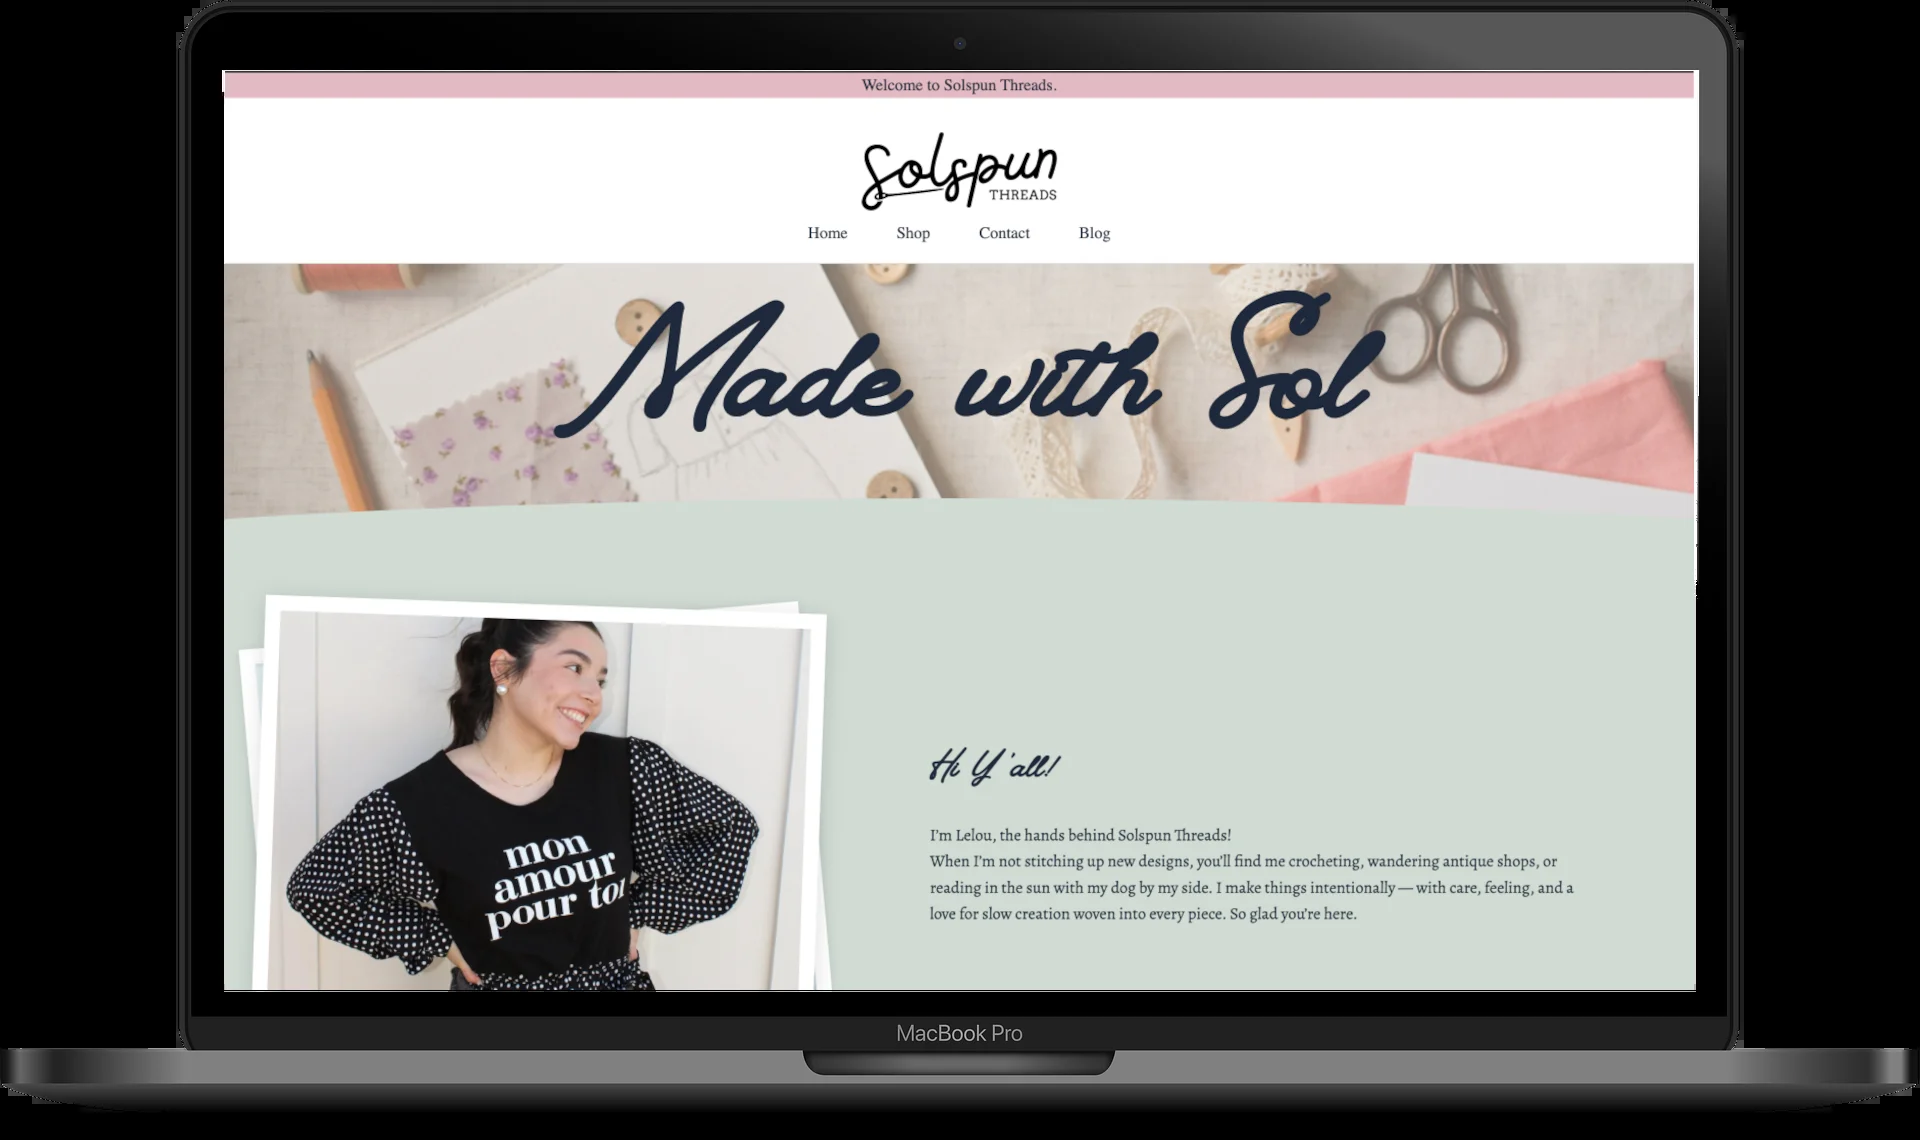 Welcome to Solspun Threads.
Solspun
THREADS
Home Shop Contact Blog
Made with Sol
Hi Y'all!
I'm Lelou, the hands behind Solspun Threads!
When I'm not stitching up new designs, you'll find me crocheting, wandering antique shops, or
reading in the sun with my dog by my side. I make things intentionally — with care, feeling, and a
love for slow creation woven into every piece. So glad you're here.
mon
amour
pour toi
MacBook Pro